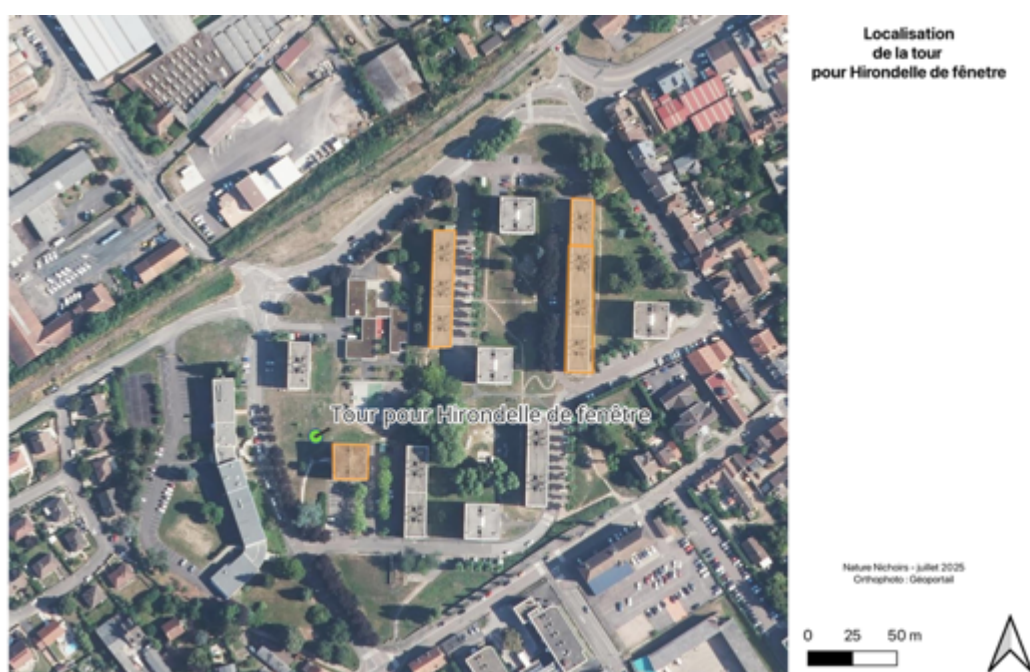 Localisation
de la tour
pour Hirondelle de fênetre
Tour pour Hirondelle de fenêtre
Nature Nichoirs - juillet 2025
Orthophoto : Géoportail
0 25 50 m